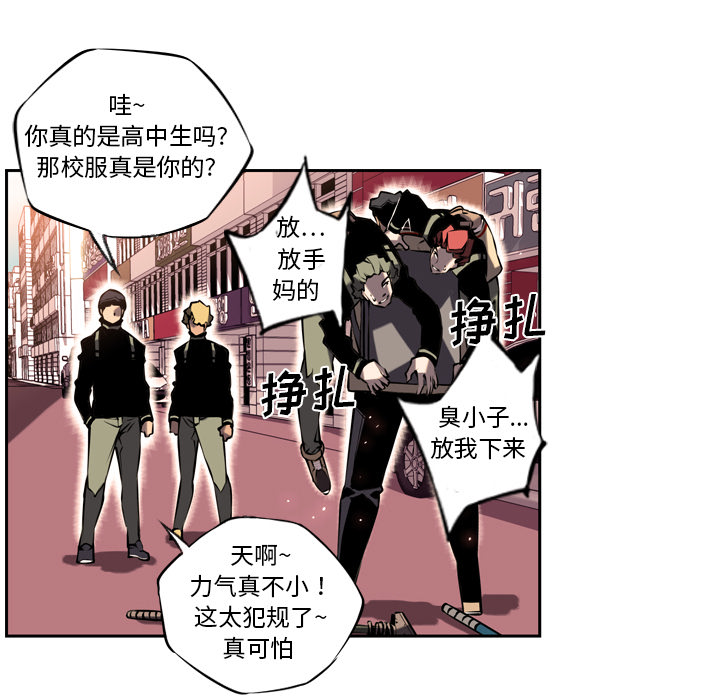 哇~
你真的是高中生吗？
那校服真是你的？
放...
放手
妈的
挣扎
挣扎
臭小子...
放我下来
天啊~
力气真不小！
这太犯规了~
真可怕